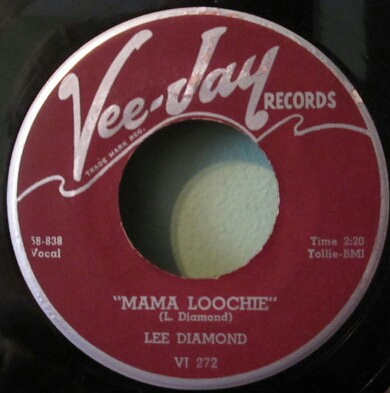 Vee-Jay
RECORDS
TRADE MARK REG.
58-838
Vocal
Time 2:20
Tollie-BMI
"MAMA LOOCHIE"
(L. Diamond)
LEE DIAMOND
VJ 272